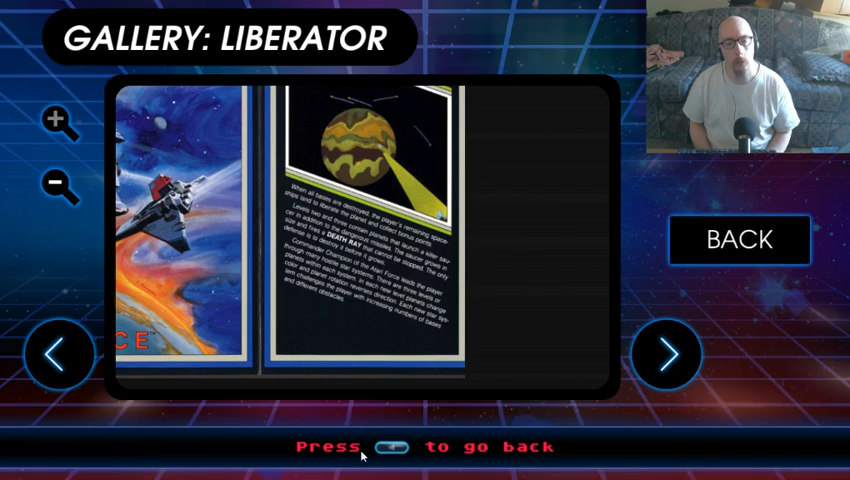 GALLERY: LIBERATOR
When all bases are destroyed, the player's remaining space-
ships land to liberate the planet and collect bonus points.
Levels two and three contain planets that launch a killer sau-
cer in addition to the dangerous missiles. The saucer grows in
size and fires a DEATH RAY that cannot be stopped. The only
defense is to destroy it before it grows.
Commander Champion of the Atari Force leads the player
through many hostile star systems. There are three levels or
planets within each system. In each new level planets change
color and planet rotation reverses direction. Each new star sys-
tem challenges the player with increasing numbers of bases
and different obstacles.
CE
BACK
Press to go back